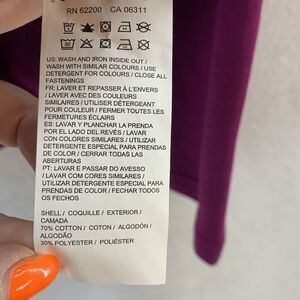 RN 62200 CA 06311
30
US: WASH AND IRON INSIDE OUT /
WASH WITH SIMILAR COLOURS / USE
DETERGENT FOR COLOURS / CLOSE ALL
FASTENINGS
FR: LAVER ET REPASSER À L'ENVERS
/ LAVER AVEC DES COULEURS
SIMILAIRES / UTILISER DÉTERGENT
POUR COULEUR / FERMER TOUTES LES
FERMETURES ÉCLAIRS
ES: LAVAR Y PLANCHAR LA PRENDA
POR EL LADO DEL REVÉS / LAVAR
CON COLORES SIMILARES / UTILIZAR
DETERGENTE ESPECIAL PARA PRENDAS
DE COLOR / CERRAR TODAS LAS
ABERTURAS
PT: LAVAR E PASSAR DO AVESSO
/ LAVAR COM CORES SIMILARES /
UTILIZAR DETERGENTE ESPECIAL PARA
PRENDAS DE COLOR / FECHAR TODOS
OS FECHOS
SHELL / COQUILLE / EXTERIOR /
CAMADA
70% COTTON / COTON / ALGODÓN /
ALGODÃO
30% POLYESTER / POLIÉSTER